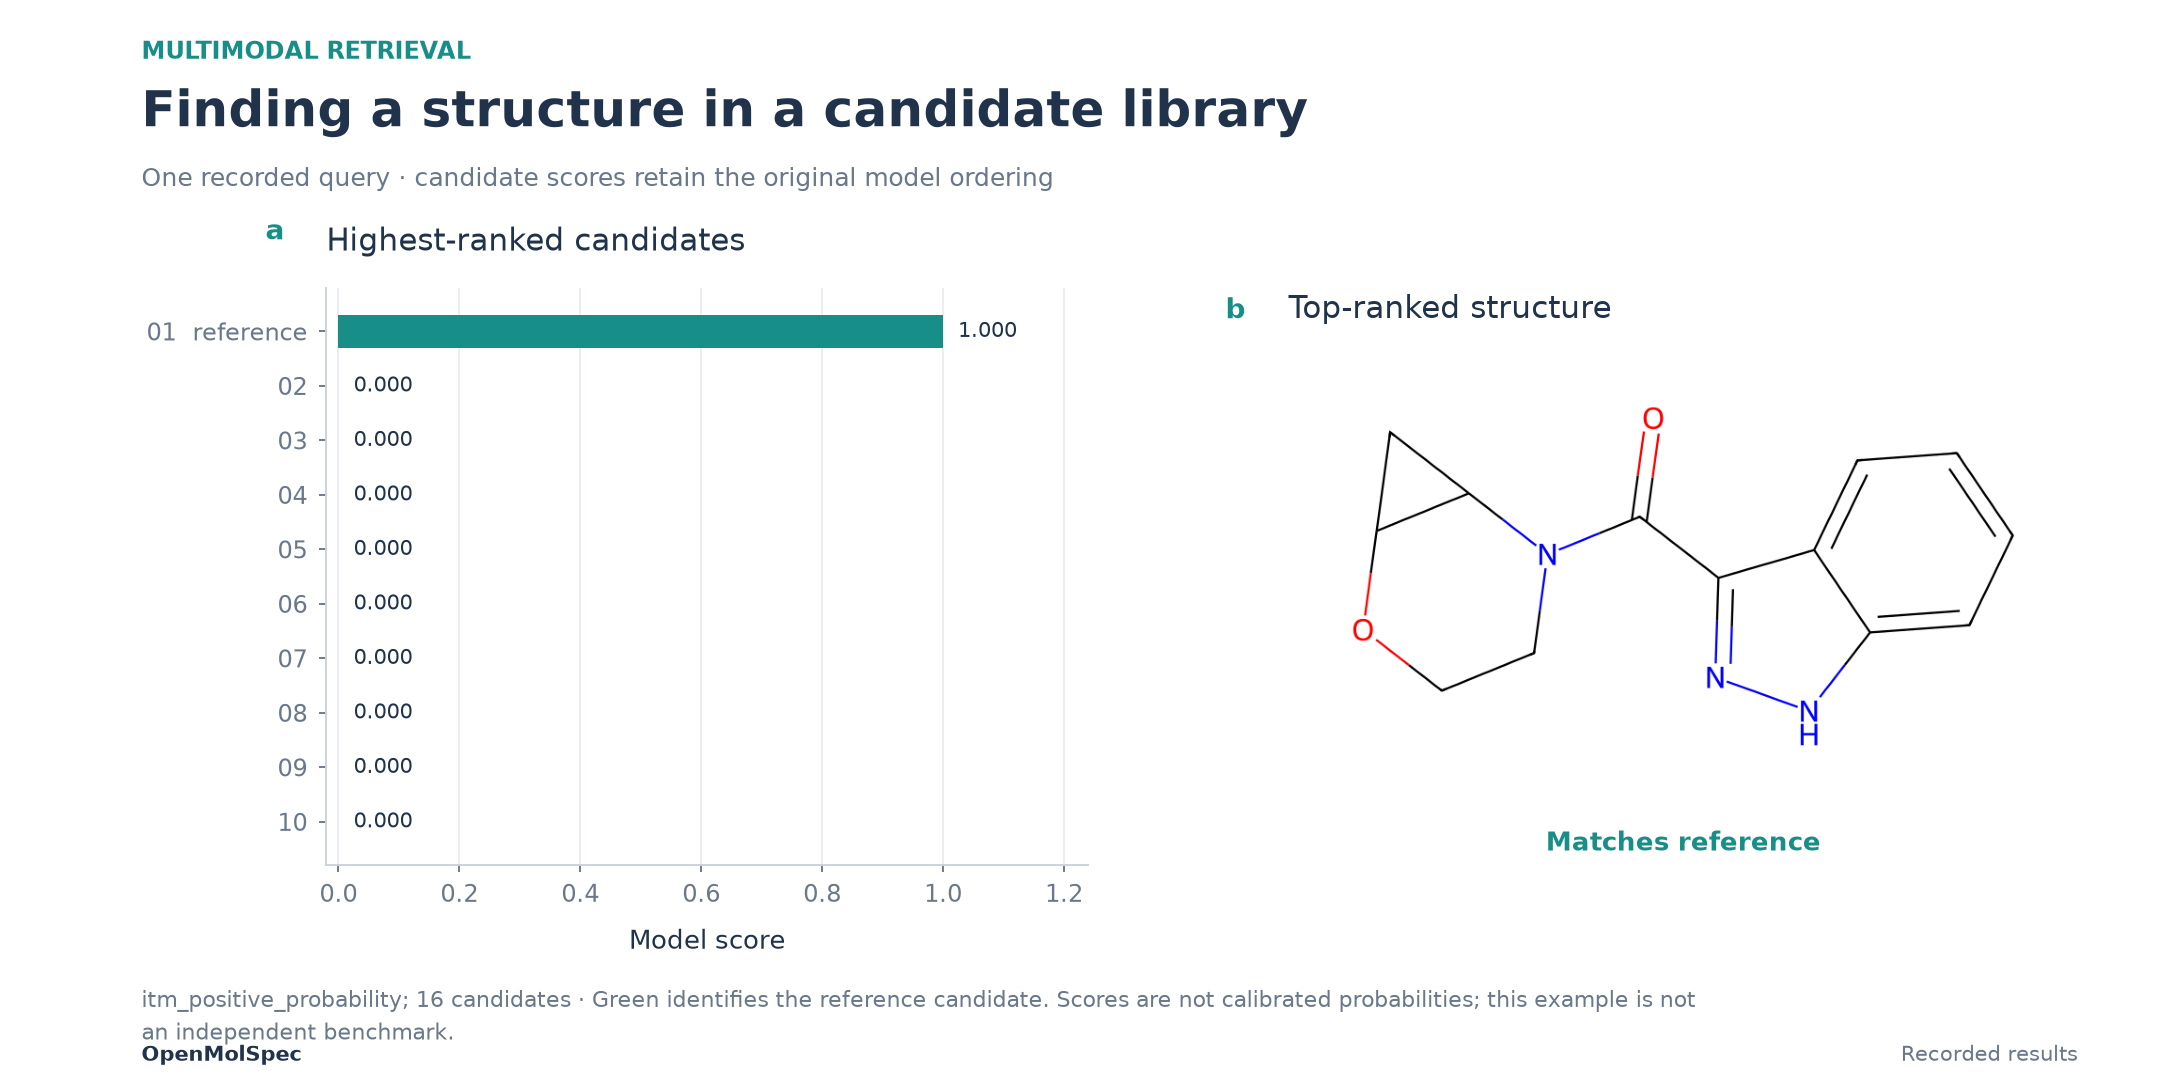 MULTIMODAL RETRIEVAL
Finding a structure in a candidate library
One recorded query · candidate scores retain the original model ordering
a Highest-ranked candidates
01 reference 1.000
02 0.000
03 0.000
04 0.000
05 0.000
06 0.000
07 0.000
08 0.000
09 0.000
10 0.000
0.0 0.2 0.4 0.6 0.8 1.0 1.2
Model score
b Top-ranked structure
O
N
O
N
N
H
Matches reference
itm_positive_probability; 16 candidates · Green identifies the reference candidate. Scores are not calibrated probabilities; this example is not
an independent benchmark.
OpenMolSpec
Recorded results